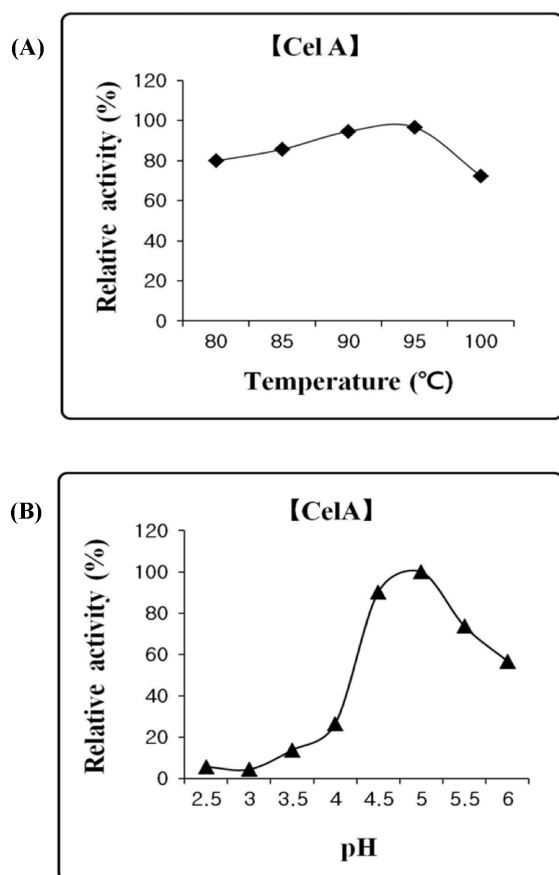 (A)
【Cel A】
Relative activity (%)
120
100
80
60
40
20
0
80 85 90 95 100
Temperature (℃)
(B)
【CelA】
Relative activity (%)
120
100
80
60
40
20
0
2.5 3 3.5 4 4.5 5 5.5 6
pH